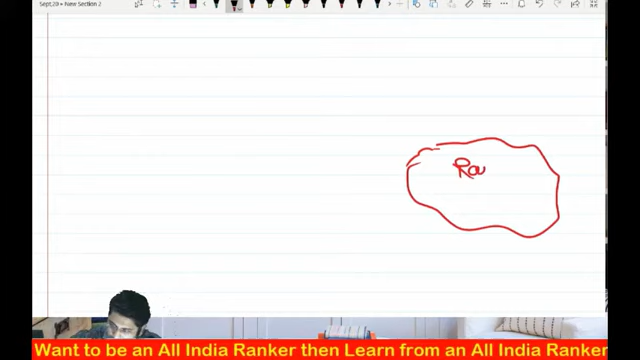 Sept,20 • New Section 2
Rou
Want to be an All India Ranker then Learn from an All India Ranker